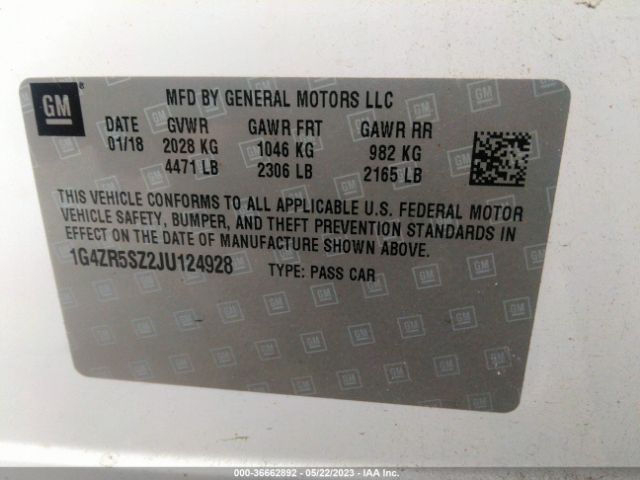 GM ®
MFD BY GENERAL MOTORS LLC
DATE GVWR GAWR FRT GAWR RR
01/18 2028 KG 1046 KG 982 KG
4471 LB 2306 LB 2165 LB
THIS VEHICLE CONFORMS TO ALL APPLICABLE U.S. FEDERAL MOTOR
VEHICLE SAFETY, BUMPER, AND THEFT PREVENTION STANDARDS IN
EFFECT ON THE DATE OF MANUFACTURE SHOWN ABOVE.
1G4ZR5SZ2JU124928 TYPE: PASS CAR
000-36662892 - 05/22/2023 - IAA Inc.